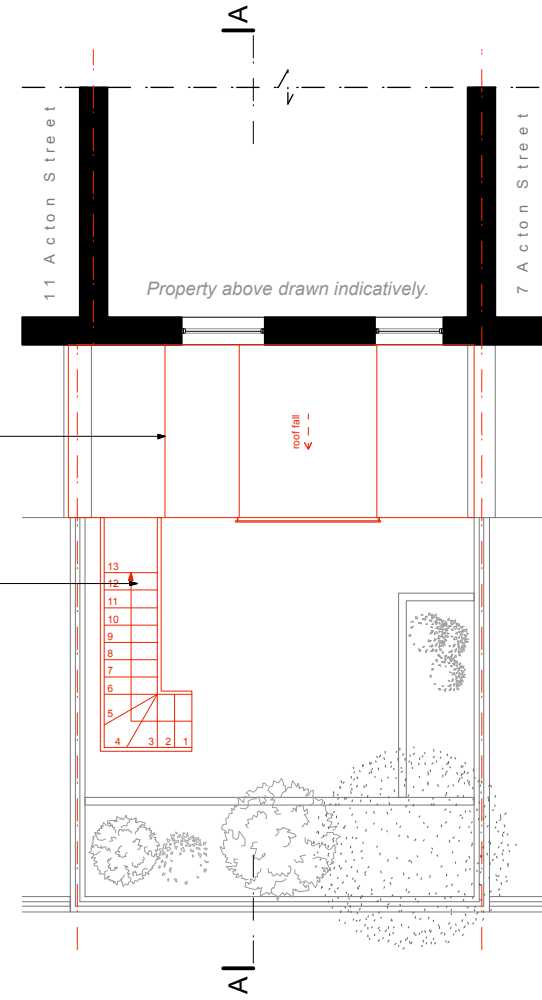 A
11 Acton Street
7 Acton Street
Property above drawn indicatively.
roof fall
13
12
11
10
9
8
7
6
5
4
3
2
1
A